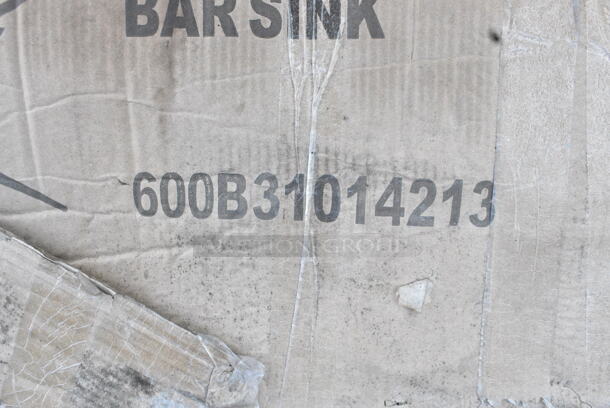 BAR SINK
600B31014213
AUCTION GROUP